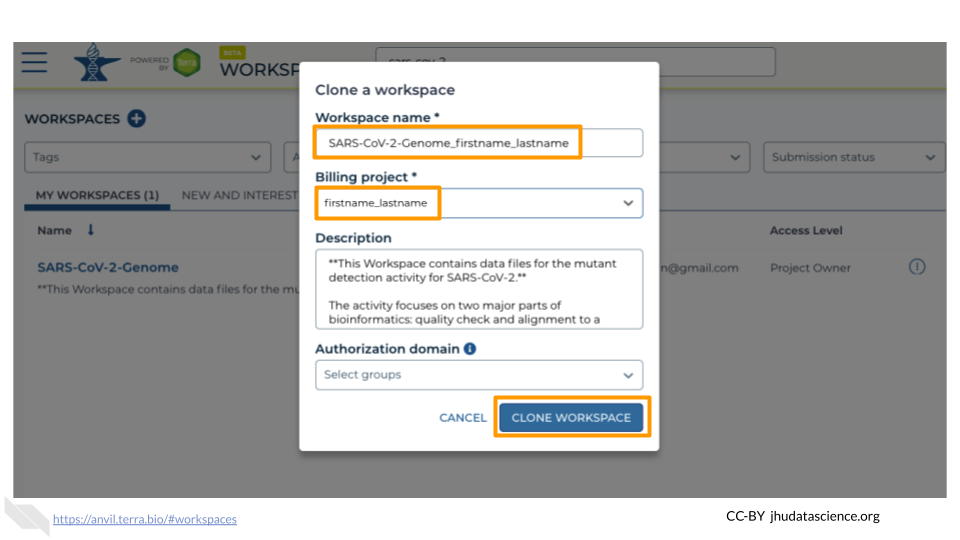 POWERED
BY
Terra
BETA
WORKSP
sars-cov-2
Clone a workspace
Workspace name *
SARS-CoV-2-Genome_firstname_lastname
Billing project *
firstname_lastname
Description
**This Workspace contains data files for the mutant
detection activity for SARS-CoV-2.**
The activity focuses on two major parts of
bioinformatics: quality check and alignment to a
Authorization domain
Select groups
CANCEL CLONE WORKSPACE
WORKSPACES
Tags A Submission status
MY WORKSPACES (1) NEW AND INTEREST
Name Access Level
SARS-CoV-2-Genome n@gmail.com Project Owner
**This Workspace contains data files for the mu
https://anvil.terra.bio/#workspaces CC-BY jhudatascience.org